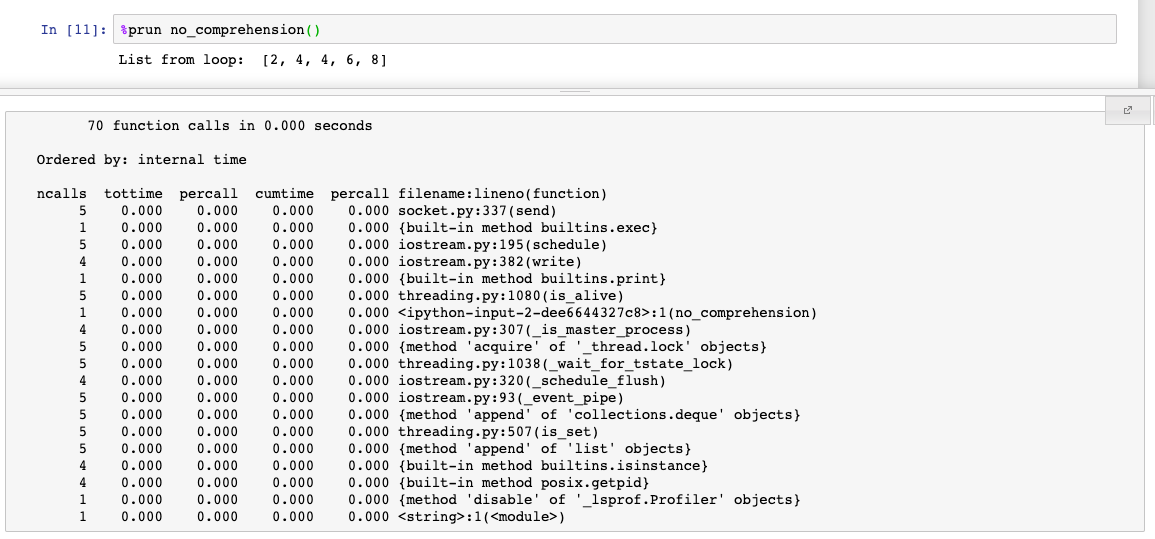 In [11]: %prun no_comprehension()
List from loop:  [2, 4, 4, 6, 8]
70 function calls in 0.000 seconds
Ordered by: internal time
ncalls  tottime  percall  cumtime  percall filename:lineno(function)
5    0.000    0.000    0.000    0.000 socket.py:337(send)
1    0.000    0.000    0.000    0.000 {built-in method builtins.exec}
5    0.000    0.000    0.000    0.000 iostream.py:195(schedule)
4    0.000    0.000    0.000    0.000 iostream.py:382(write)
1    0.000    0.000    0.000    0.000 {built-in method builtins.print}
5    0.000    0.000    0.000    0.000 threading.py:1080(is_alive)
1    0.000    0.000    0.000    0.000 <ipython-input-2-dee6644327c8>:1(no_comprehension)
4    0.000    0.000    0.000    0.000 iostream.py:307(_is_master_process)
5    0.000    0.000    0.000    0.000 {method 'acquire' of '_thread.lock' objects}
5    0.000    0.000    0.000    0.000 threading.py:1038(_wait_for_tstate_lock)
4    0.000    0.000    0.000    0.000 iostream.py:320(_schedule_flush)
5    0.000    0.000    0.000    0.000 iostream.py:93(_event_pipe)
5    0.000    0.000    0.000    0.000 {method 'append' of 'collections.deque' objects}
5    0.000    0.000    0.000    0.000 threading.py:507(is_set)
5    0.000    0.000    0.000    0.000 {method 'append' of 'list' objects}
4    0.000    0.000    0.000    0.000 {built-in method builtins.isinstance}
4    0.000    0.000    0.000    0.000 {built-in method posix.getpid}
1    0.000    0.000    0.000    0.000 {method 'disable' of '_lsprof.Profiler' objects}
1    0.000    0.000    0.000    0.000 <string>:1(<module>)